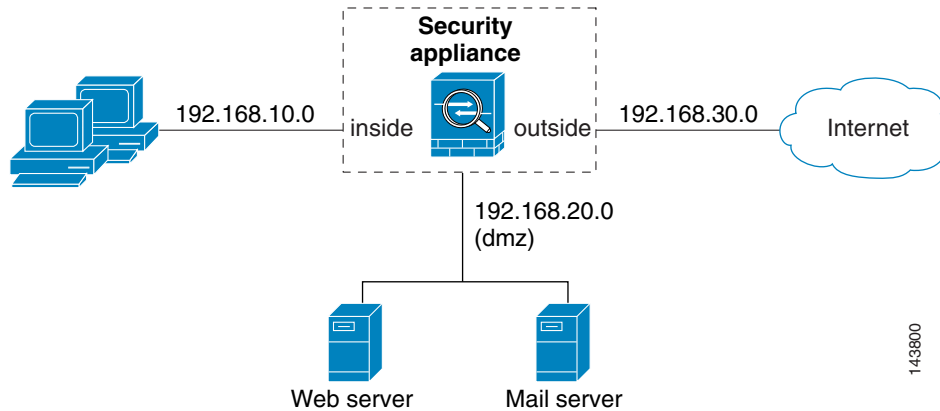 Security
appliance
192.168.10.0
inside
outside
192.168.30.0
Internet
192.168.20.0
(dmz)
Web server
Mail server
143800